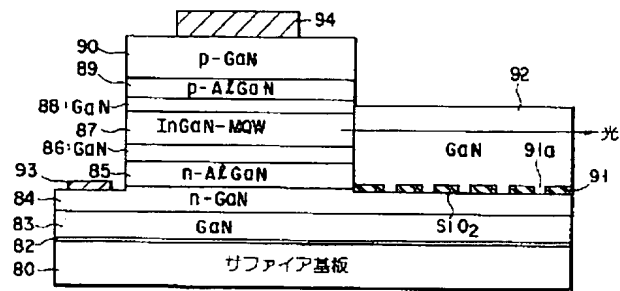 94
90
p-GaN
89
p-AlGaN
88:GaN
92
87
InGaN-MQW
光
86:GaN
GaN
91a
85
n-AlGaN
91
93
84
n-GaN
SiO₂
83
GaN
82
80
サファイア基板